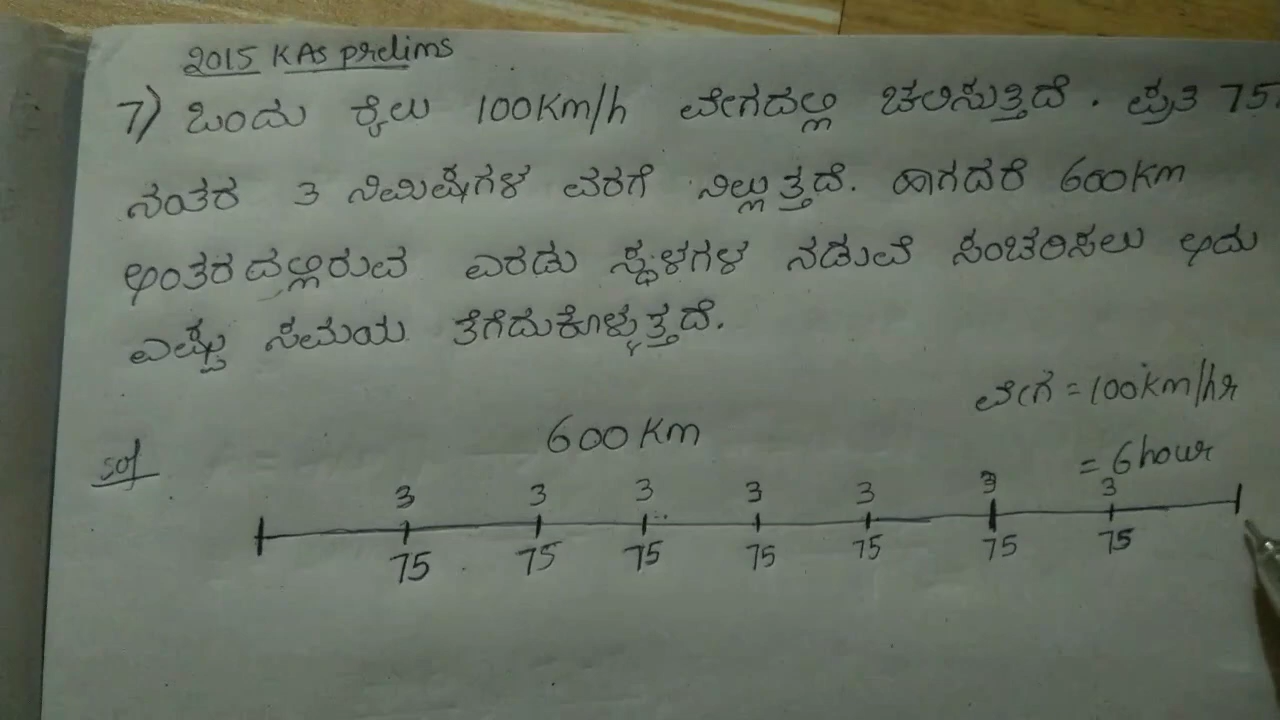 2015 KAs prelims
7) ಒಂದು ರೈಲು 100Km/h ವೇಗದಲ್ಲಿ ಚಲಿಸುತ್ತಿದೆ. ಪ್ರತಿ 75
ನಂತರ 3 ನಿಮಿಷಗಳ ವರಗೆ ನಿಲ್ಲುತ್ತದೆ. ಹಾಗದರೆ 600Km
ಅಂತರದಲ್ಲಿರುವ ಎರಡು ಸ್ಥಳಗಳ ನಡುವೆ ಸಂಚರಿಸಲು ಅದು
ಎಷ್ಟು ಸಮಯ ತೆಗೆದುಕೊಳ್ಳುತ್ತದೆ.
ವೇಗ = 100km/hr
600 Km
= 6 hour
sol
3 3 3 3 3 3 3
75 75 75 75 75 75 75